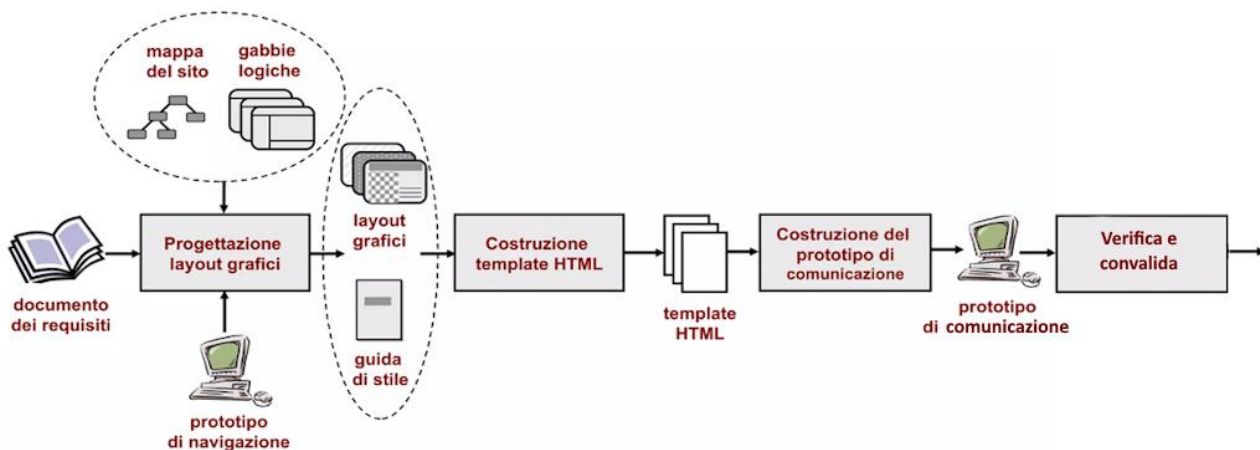 mappa
del sito
gabbie
logiche
documento
dei requisiti
Progettazione
layout grafici
prototipo
di navigazione
layout
grafici
guida
di stile
Costruzione
template HTML
template
HTML
Costruzione del
prototipo di
comunicazione
prototipo
di comunicazione
Verifica e
convalida